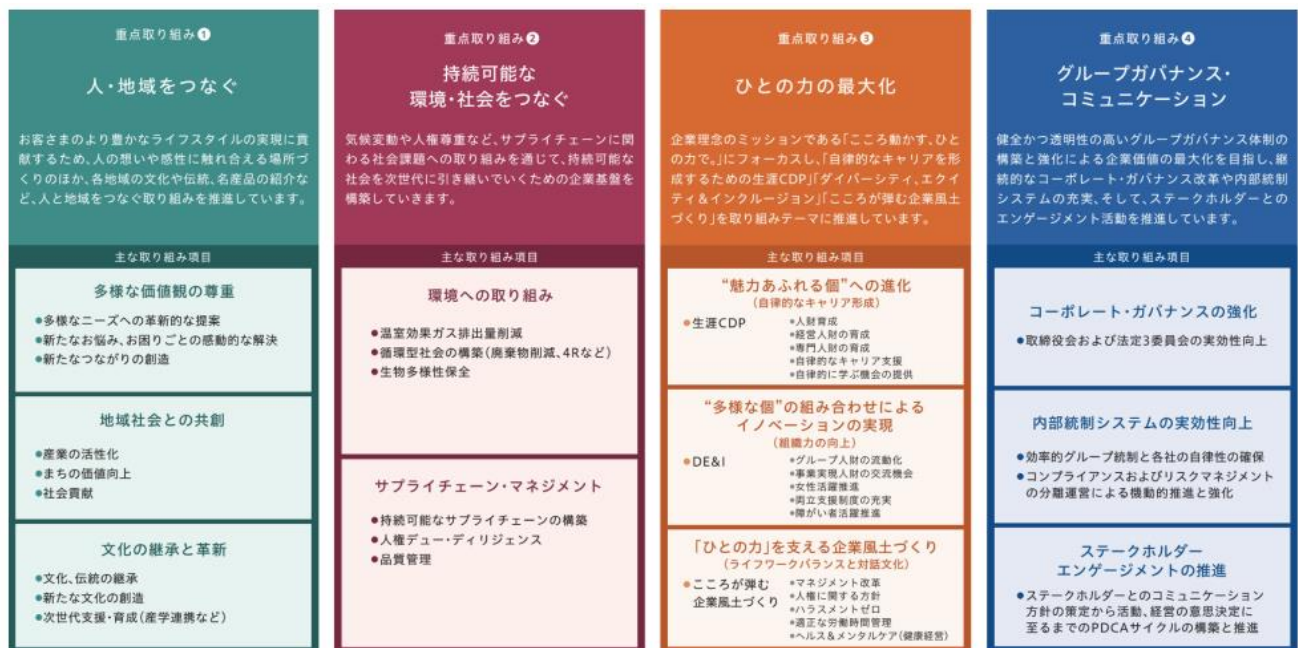 重点取り組み❶
人・地域をつなぐ
お客さまのより豊かなライフスタイルの実現に貢
献するため、人の想いや感性に触れ合える場所づ
くりのほか、各地域の文化や伝統、名産品の紹介な
ど、人と地域をつなぐ取り組みを推進しています。
主な取り組み項目
多様な価値観の尊重
●多様なニーズへの革新的な提案
●新たなお悩み、お困りごとの感動的な解決
●新たなつながりの創造
地域社会との共創
●産業の活性化
●まちの価値向上
●社会貢献
文化の継承と革新
●文化、伝統の継承
●新たな文化の創造
●次世代支援・育成(産学連携など)
重点取り組み❷
持続可能な
環境・社会をつなぐ
気候変動や人権尊重など、サプライチェーンに関
わる社会課題への取り組みを通じて、持続可能な
社会を次世代に引き継いでいくための企業基盤を
構築していきます。
主な取り組み項目
環境への取り組み
●温室効果ガス排出量削減
●循環型社会の構築(廃棄物削減、4Rなど)
●生物多様性保全
サプライチェーン・マネジメント
●持続可能なサプライチェーンの構築
●人権デュー・ディリジェンス
●品質管理
重点取り組み❸
ひとの力の最大化
企業理念のミッションである「こころ動かす、ひと
の力で。」にフォーカスし、「自律的なキャリアを形
成するための生涯CDP」「ダイバーシティ、エクイ
ティ&インクルージョン」「こころが弾む企業風土
づくり」を取り組みテーマに推進しています。
主な取り組み項目
“魅力あふれる個”への進化
(自律的なキャリア形成)
●生涯CDP
●人財育成
●経営人財の育成
●専門人財の育成
●自律的なキャリア支援
●自律的に学ぶ機会の提供
“多様な個”の組み合わせによる
イノベーションの実現
(組織力の向上)
●DE&I
●グループ人財の流動化
●事業実現人財の交流機会
●女性活躍推進
●両立支援制度の充実
●障がい者活躍推進
「ひとの力」を支える企業風土づくり
(ライフワークバランスと対話文化)
●こころが弾む
企業風土づくり
●マネジメント改革
●人権に関する方針
●ハラスメントゼロ
●適正な労働時間管理
●ヘルス&メンタルケア(健康経営)
重点取り組み❹
グループガバナンス・
コミュニケーション
健全かつ透明性の高いグループガバナンス体制の
構築と強化による企業価値の最大化を目指し、継
続的なコーポレート・ガバナンス改革や内部統制
システムの充実、そして、ステークホルダーとの
エンゲージメント活動を推進しています。
主な取り組み項目
コーポレート・ガバナンスの強化
●取締役会および法定3委員会の実効性向上
内部統制システムの実効性向上
●効率的グループ統制と各社の自律性の確保
●コンプライアンスおよびリスクマネジメント
の分離運営による機動的推進と強化
ステークホルダー
エンゲージメントの推進
●ステークホルダーとのコミュニケーション
方針の策定から活動、経営の意思決定に
至るまでのPDCAサイクルの構築と推進